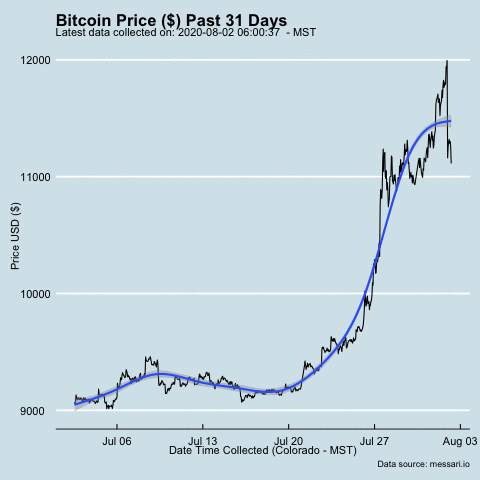 Bitcoin Price ($) Past 31 Days
Latest data collected on: 2020-08-02 06:00:37 - MST
12000
11000
10000
9000
Price USD ($)
Jul 06 Jul 13 Jul 20 Jul 27 Aug 03
Date Time Collected (Colorado - MST)
Data source: messari.io